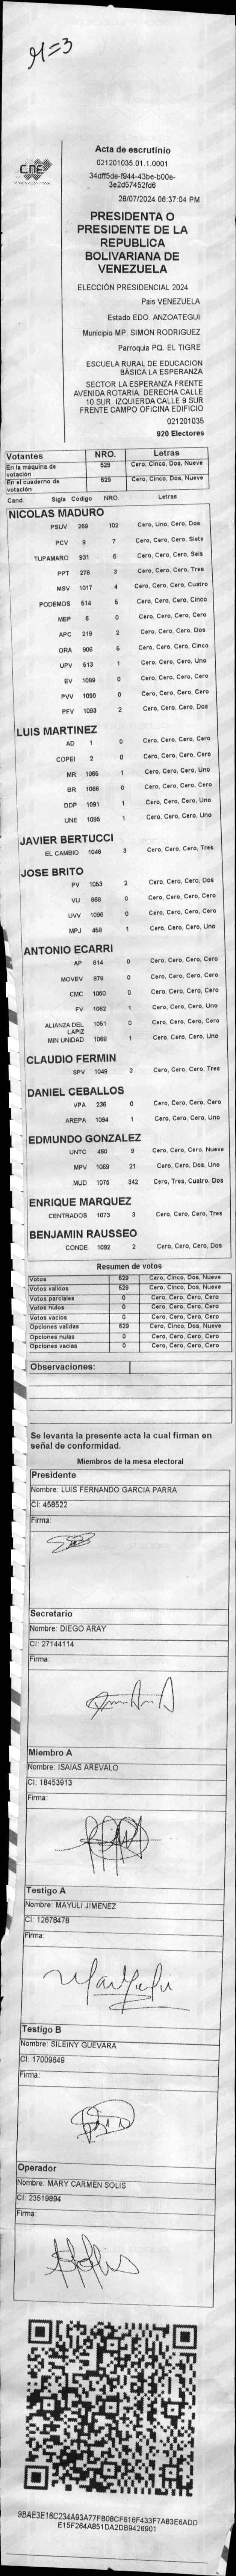 M=3
CNE
Acta de escrutinio
021201035.01.1.0001
34dff5de-f944-43be-b00e-
3e2d57452fd6
28/07/2024 06:37:04 PM
PRESIDENTA O
PRESIDENTE DE LA
REPUBLICA
BOLIVARIANA DE
VENEZUELA
ELECCIÓN PRESIDENCIAL 2024
País VENEZUELA
Estado EDO. ANZOATEGUI
Municipio MP. SIMON RODRIGUEZ
Parroquia PQ. EL TIGRE
ESCUELA RURAL DE EDUCACION
BÁSICA LA ESPERANZA
SECTOR LA ESPERANZA FRENTE
AVENIDA ROTARIA. DERECHA CALLE
10 SUR. IZQUIERDA CALLE 9 SUR
FRENTE CAMPO OFICINA EDIFICIO
021201035
920 Electores
Votantes NRO. Letras
En la máquina de votación 529 Cero, Cinco, Dos, Nueve
En el cuaderno de votación 529 Cero, Cinco, Dos, Nueve
Cand. Sigla Código NRO. Letras
NICOLAS MADURO
PSUV 269 102 Cero, Uno, Cero, Dos
PCV 9 7 Cero, Cero, Cero, Siete
TUPAMARO 931 6 Cero, Cero, Cero, Seis
PPT 276 3 Cero, Cero, Cero, Tres
MSV 1017 4 Cero, Cero, Cero, Cuatro
PODEMOS 514 5 Cero, Cero, Cero, Cinco
MEP 6 0 Cero, Cero, Cero, Cero
APC 219 2 Cero, Cero, Cero, Dos
ORA 906 5 Cero, Cero, Cero, Cinco
UPV 513 1 Cero, Cero, Cero, Uno
EV 1089 0 Cero, Cero, Cero, Cero
PVV 1090 0 Cero, Cero, Cero, Cero
PFV 1093 2 Cero, Cero, Cero, Dos
LUIS MARTINEZ
AD 1 0 Cero, Cero, Cero, Cero
COPEI 2 0 Cero, Cero, Cero, Cero
MR 1065 1 Cero, Cero, Cero, Uno
BR 1066 0 Cero, Cero, Cero, Cero
DDP 1091 1 Cero, Cero, Cero, Uno
UNE 1095 1 Cero, Cero, Cero, Uno
JAVIER BERTUCCI
EL CAMBIO 1048 3 Cero, Cero, Cero, Tres
JOSE BRITO
PV 1053 2 Cero, Cero, Cero, Dos
VU 868 0 Cero, Cero, Cero, Cero
UVV 1096 0 Cero, Cero, Cero, Cero
MPJ 458 1 Cero, Cero, Cero, Uno
ANTONIO ECARRI
AP 614 0 Cero, Cero, Cero, Cero
MOVEV 878 0 Cero, Cero, Cero, Cero
CMC 1050 0 Cero, Cero, Cero, Cero
FV 1062 1 Cero, Cero, Cero, Uno
ALIANZA DEL LAPIZ 1051 0 Cero, Cero, Cero, Cero
MIN UNIDAD 1068 1 Cero, Cero, Cero, Uno
CLAUDIO FERMIN
SPV 1049 3 Cero, Cero, Cero, Tres
DANIEL CEBALLOS
VPA 236 0 Cero, Cero, Cero, Cero
AREPA 1094 1 Cero, Cero, Cero, Uno
EDMUNDO GONZALEZ
UNTC 460 9 Cero, Cero, Cero, Nueve
MPV 1069 21 Cero, Cero, Dos, Uno
MUD 1075 342 Cero, Tres, Cuatro, Dos
ENRIQUE MARQUEZ
CENTRADOS 1073 3 Cero, Cero, Cero, Tres
BENJAMIN RAUSSEO
CONDE 1092 2 Cero, Cero, Cero, Dos
Resumen de votos
Votos 529 Cero, Cinco, Dos, Nueve
Votos validos 529 Cero, Cinco, Dos, Nueve
Votos parciales 0 Cero, Cero, Cero, Cero
Votos nulos 0 Cero, Cero, Cero, Cero
Votos vacios 0 Cero, Cero, Cero, Cero
Opciones validas 529 Cero, Cinco, Dos, Nueve
Opciones nulas 0 Cero, Cero, Cero, Cero
Opciones vacias 0 Cero, Cero, Cero, Cero
Observaciones:
Se levanta la presente acta la cual firman en
señal de conformidad.
Miembros de la mesa electoral
Presidente
Nombre: LUIS FERNANDO GARCIA PARRA
CI: 458522
Firma:
Secretario
Nombre: DIEGO ARAY
CI: 27144114
Firma:
Miembro A
Nombre: ISAIAS AREVALO
CI: 18453913
Firma:
Testigo A
Nombre: MAYULI JIMENEZ
CI: 12678478
Firma:
Testigo B
Nombre: SILEINY GUEVARA
CI: 17009649
Firma:
Operador
Nombre: MARY CARMEN SOLIS
CI: 23519894
Firma:
9BAE3E16C234A93A77FB08CF616F433F7A83E6ADD
E15F264A851DA2DB9426901